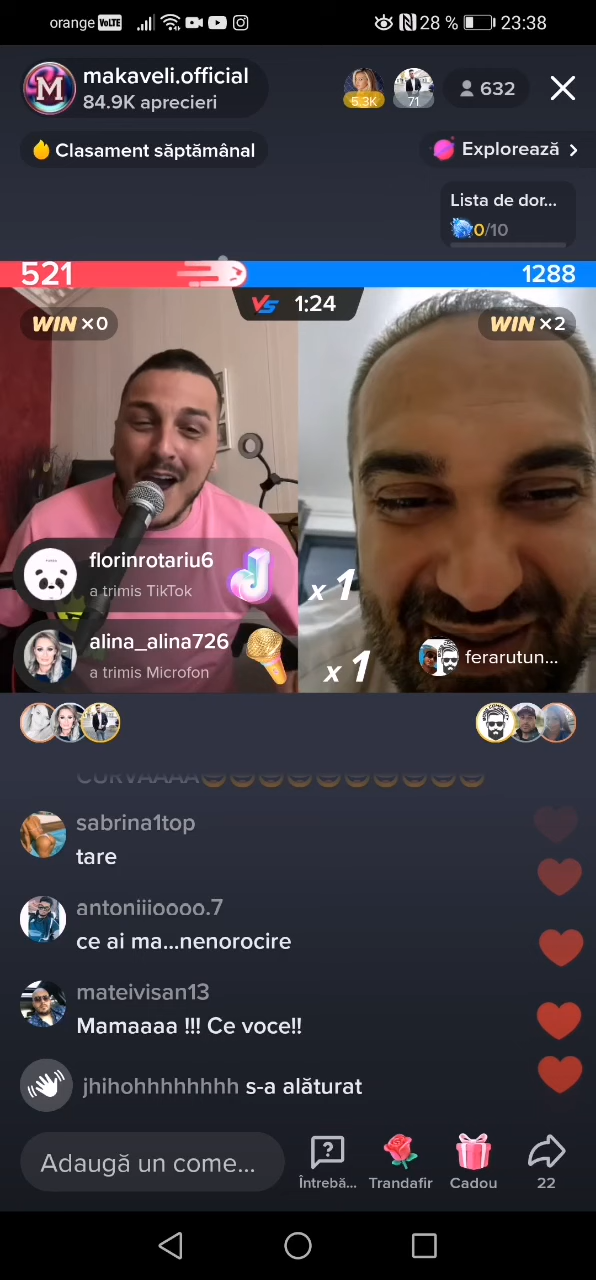 orange VoLTE 28 % 23:38
M makaveli.official
84.9K aprecieri
5.3K 71 632
Clasament săptămânal
Explorează
Lista de dor...
0/10
521 1288
VS 1:24
WIN ×0 WIN ×2
florinrotariu6
a trimis TikTok
x 1
alina_alina726
a trimis Microfon
x 1
ferarutun...
CURVAAAA
sabrina1top
tare
antoniiioooo.7
ce ai ma...nenorocire
mateivisan13
Mamaaaa !!! Ce voce!!
jhihohhhhhhhh s-a alăturat
Adaugă un come...
Întrebă... Trandafir Cadou 22